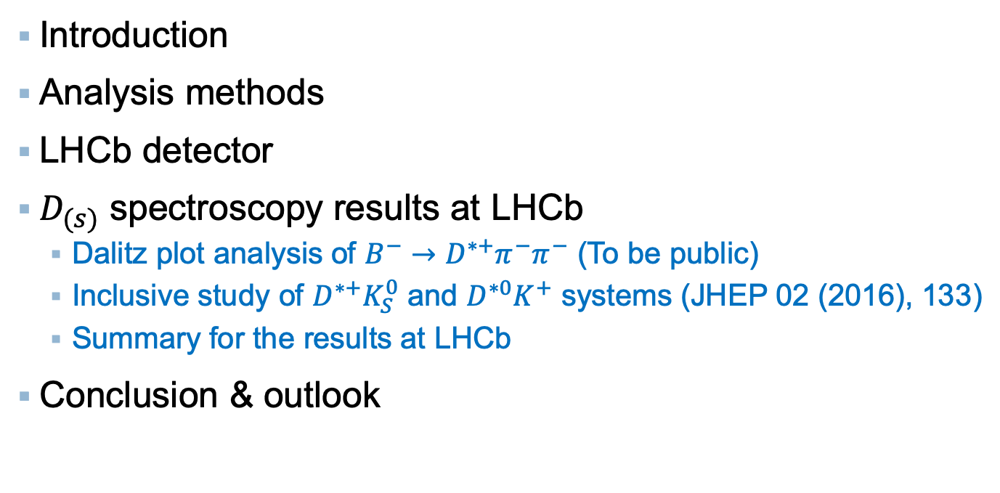 ▪ Introduction
▪ Analysis methods
▪ LHCb detector
▪ $D_{(s)}$ spectroscopy results at LHCb
▪ Dalitz plot analysis of $B^- \to D^{*+}\pi^-\pi^-$ (To be public)
▪ Inclusive study of $D^{*+}K_S^0$ and $D^{*0}K^+$ systems (JHEP 02 (2016), 133)
▪ Summary for the results at LHCb
▪ Conclusion & outlook